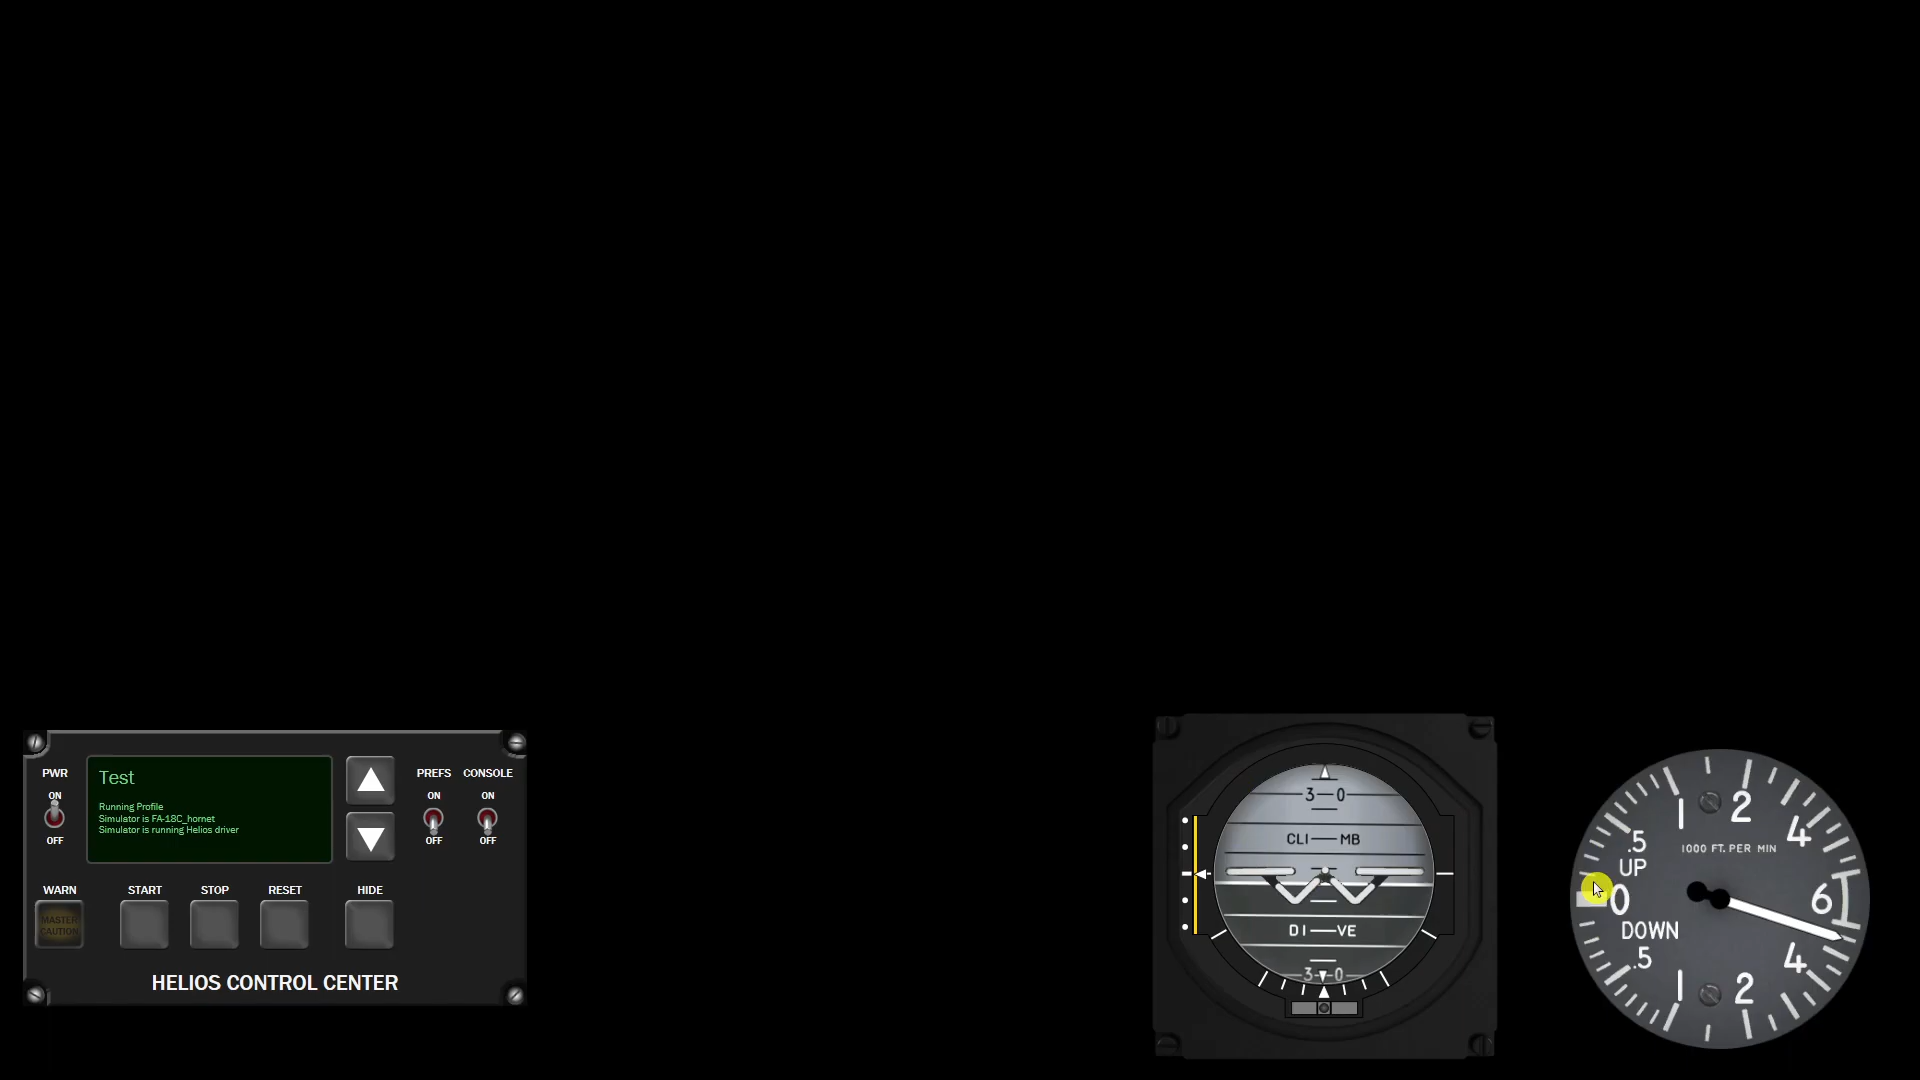 PWR
ON
OFF
Test
Running Profile
Simulator is FA-18C_hornet
Simulator is running Helios driver
PREFS
ON
OFF
CONSOLE
ON
OFF
WARN
START
STOP
RESET
HIDE
MASTER
CAUTION
HELIOS CONTROL CENTER
3 0
CLI MB
DI VE
3 0
1 2
.5 4
UP
1000 FT. PER MIN
0 6
DOWN
.5 4
1 2